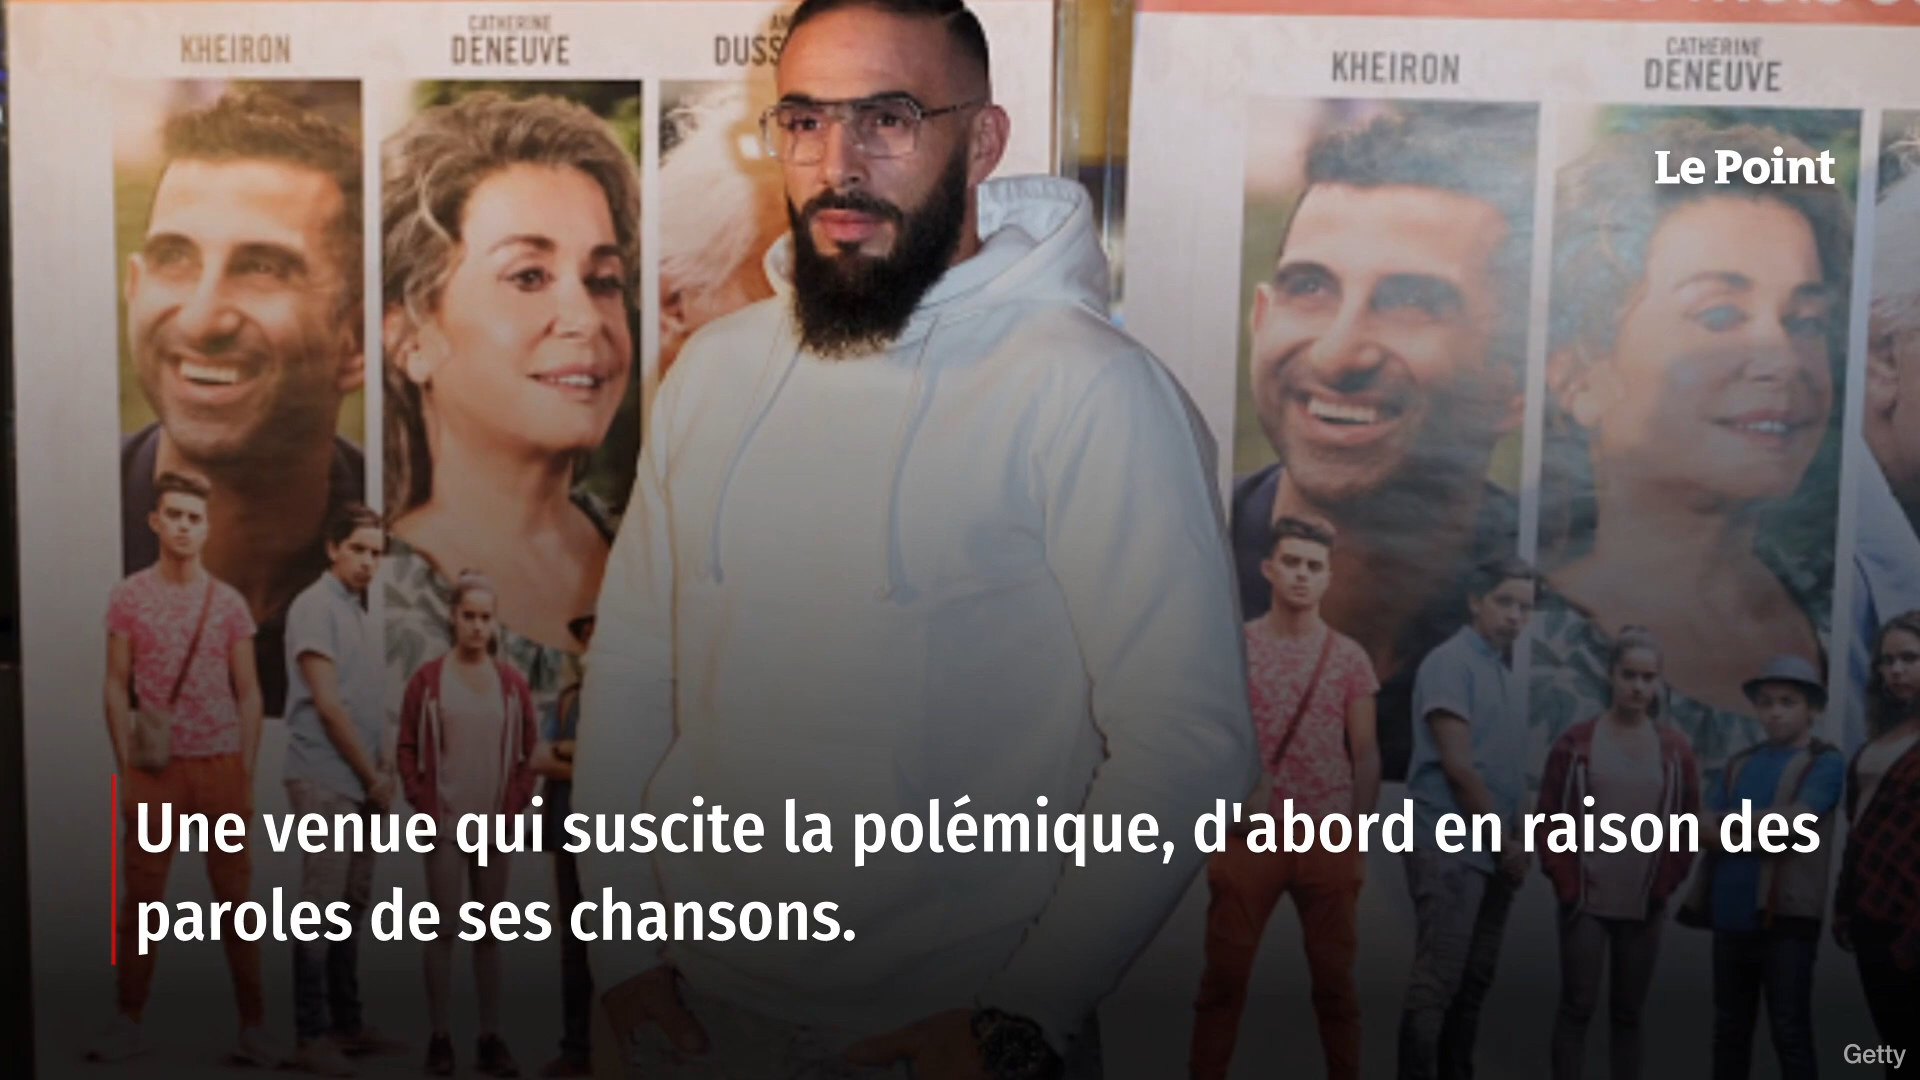 KHEIRON
CATHERINE
DENEUVE
DUSS
KHEIRON
CATHERINE
DENEUVE
Le Point
Une venue qui suscite la polémique, d'abord en raison des
paroles de ses chansons.
Getty